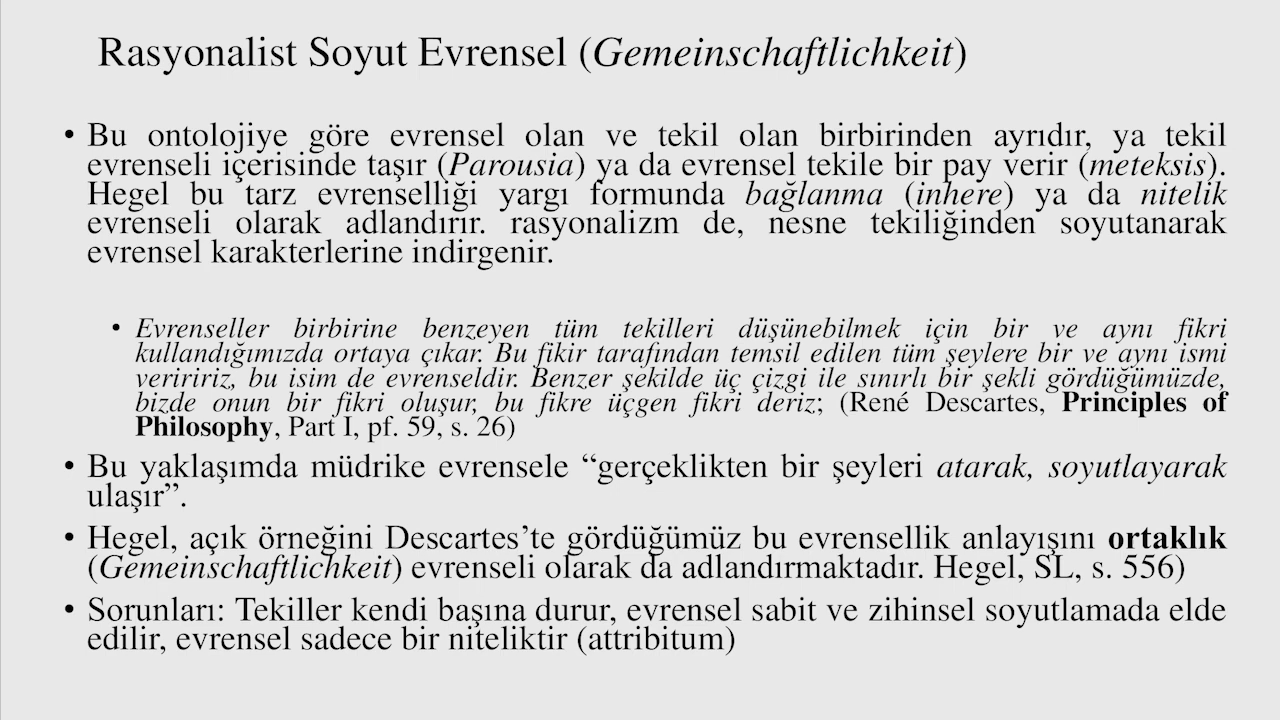 Rasyonalist Soyut Evrensel (Gemeinschaftlichkeit)
• Bu ontolojiye göre evrensel olan ve tekil olan birbirinden ayrıdır, ya tekil
evrenseli içerisinde taşır (Parousia) ya da evrensel tekile bir pay verir (meteksis).
Hegel bu tarz evrenselliği yargı formunda bağlanma (inhere) ya da nitelik
evrenseli olarak adlandırır. rasyonalizm de, nesne tekiliğinden soyutanarak
evrensel karakterlerine indirgenir.
• Evrenseller birbirine benzeyen tüm tekilleri düşünebilmek için bir ve aynı fikri
kullandığımızda ortaya çıkar. Bu fikir tarafından temsil edilen tüm şeylere bir ve aynı ismi
veriririz, bu isim de evrenseldir. Benzer şekilde üç çizgi ile sınırlı bir şekli gördüğümüzde,
bizde onun bir fikri oluşur, bu fikre üçgen fikri deriz; (René Descartes, Principles of
Philosophy, Part I, pf. 59, s. 26)
• Bu yaklaşımda müdrike evrensele “gerçeklikten bir şeyleri atarak, soyutlayarak
ulaşır”.
• Hegel, açık örneğini Descartes’te gördüğümüz bu evrensellik anlayışını ortaklık
(Gemeinschaftlichkeit) evrenseli olarak da adlandırmaktadır. Hegel, SL, s. 556)
• Sorunları: Tekiller kendi başına durur, evrensel sabit ve zihinsel soyutlamada elde
edilir, evrensel sadece bir niteliktir (attribitum)